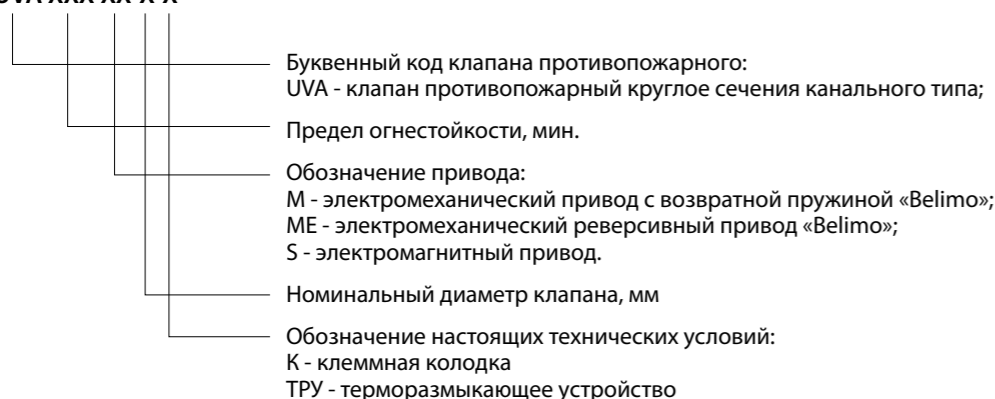 Буквенный код клапана противопожарного:
UVA - клапан противопожарный круглое сечения канального типа;
Предел огнестойкости, мин.
Обозначение привода:
M - электромеханический привод с возвратной пружиной «Belimo»;
ME - электромеханический реверсивный привод «Belimo»;
S - электромагнитный привод.
Номинальный диаметр клапана, мм
Обозначение настоящих технических условий:
К - клеммная колодка
ТРУ - терморазмыкающее устройство